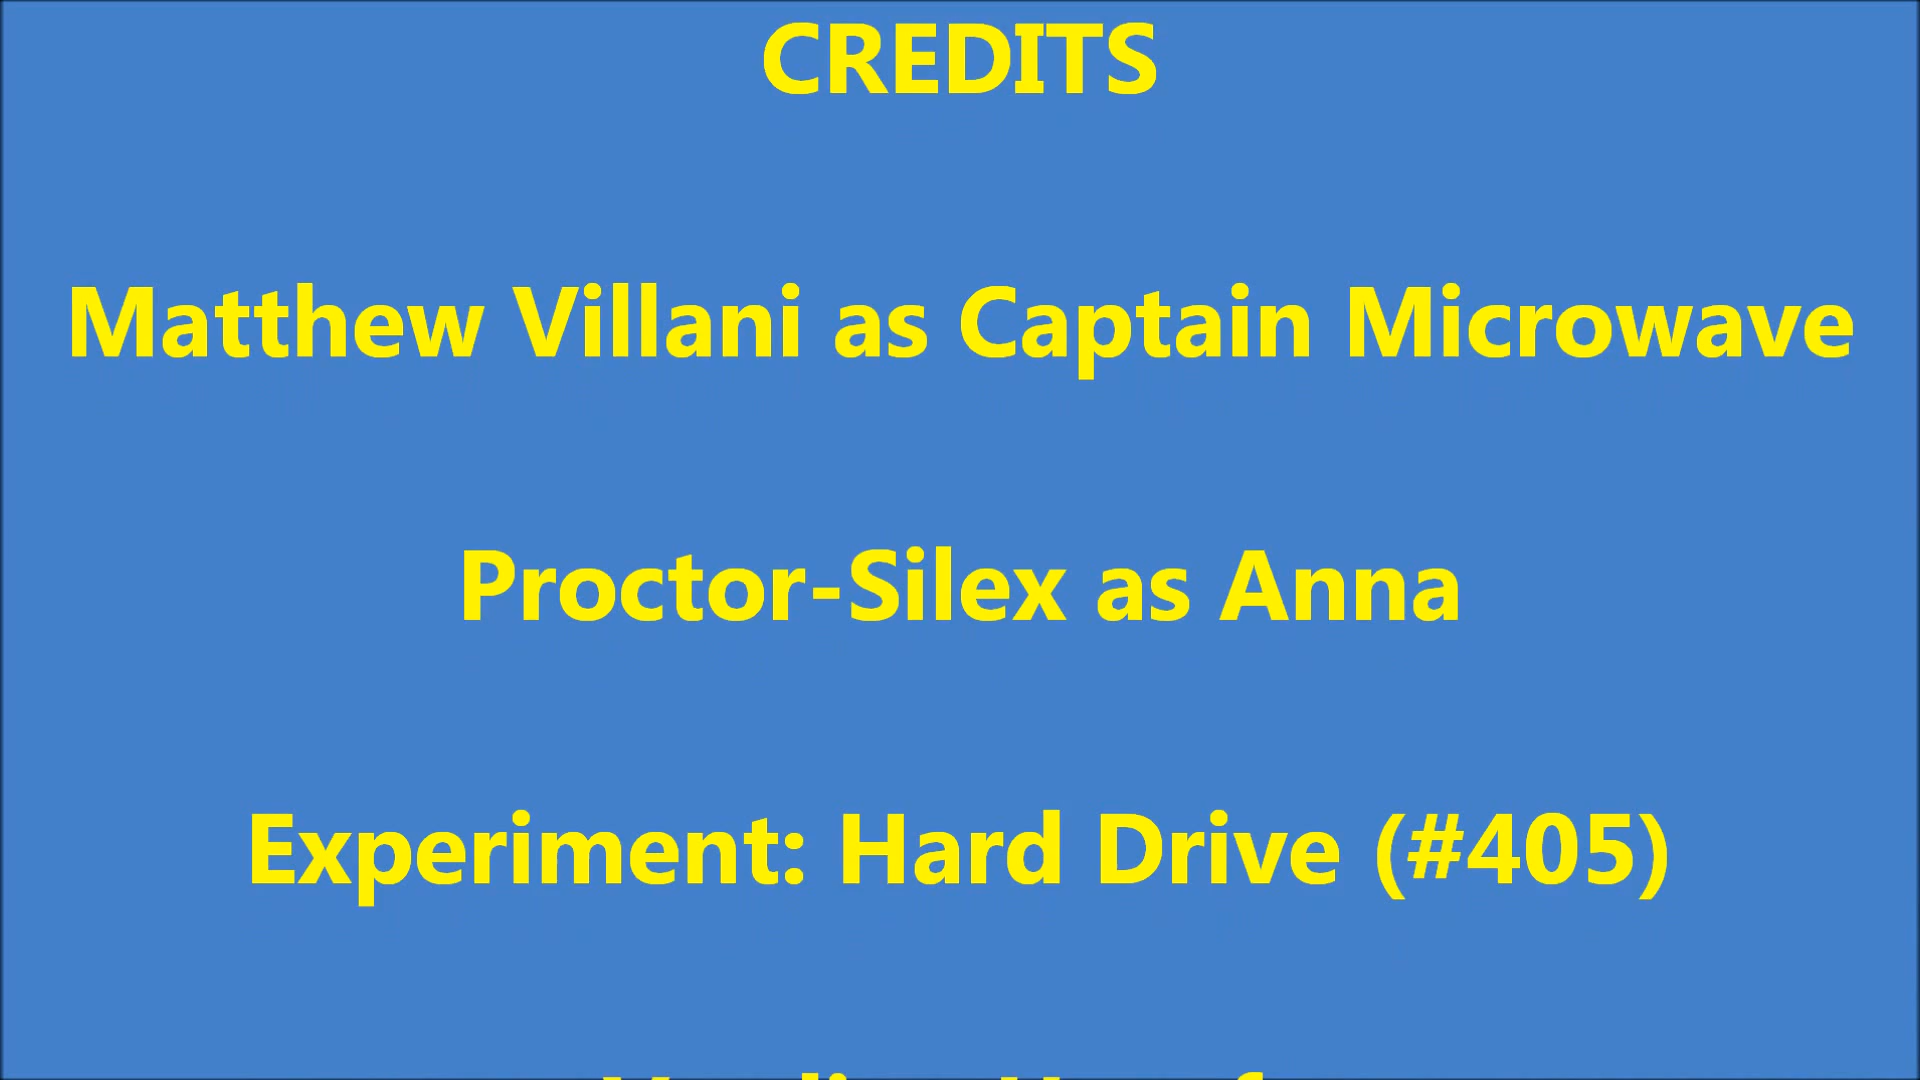 CREDITS
Matthew Villani as Captain Microwave
Proctor-Silex as Anna
Experiment: Hard Drive (#405)